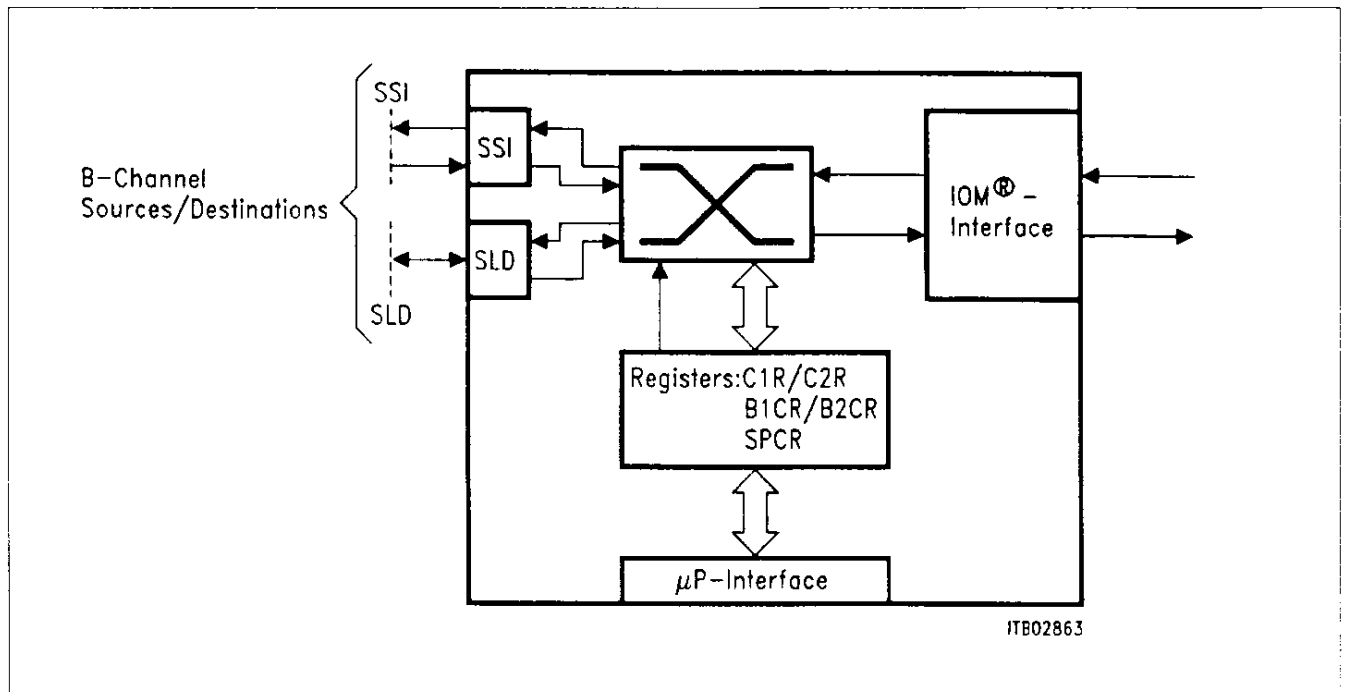 SSI
B-Channel
Sources/Destinations
SLD
SSI
SLD
IOM® -
Interface
Registers:C1R/C2R
B1CR/B2CR
SPCR
μP-Interface
ITB02863